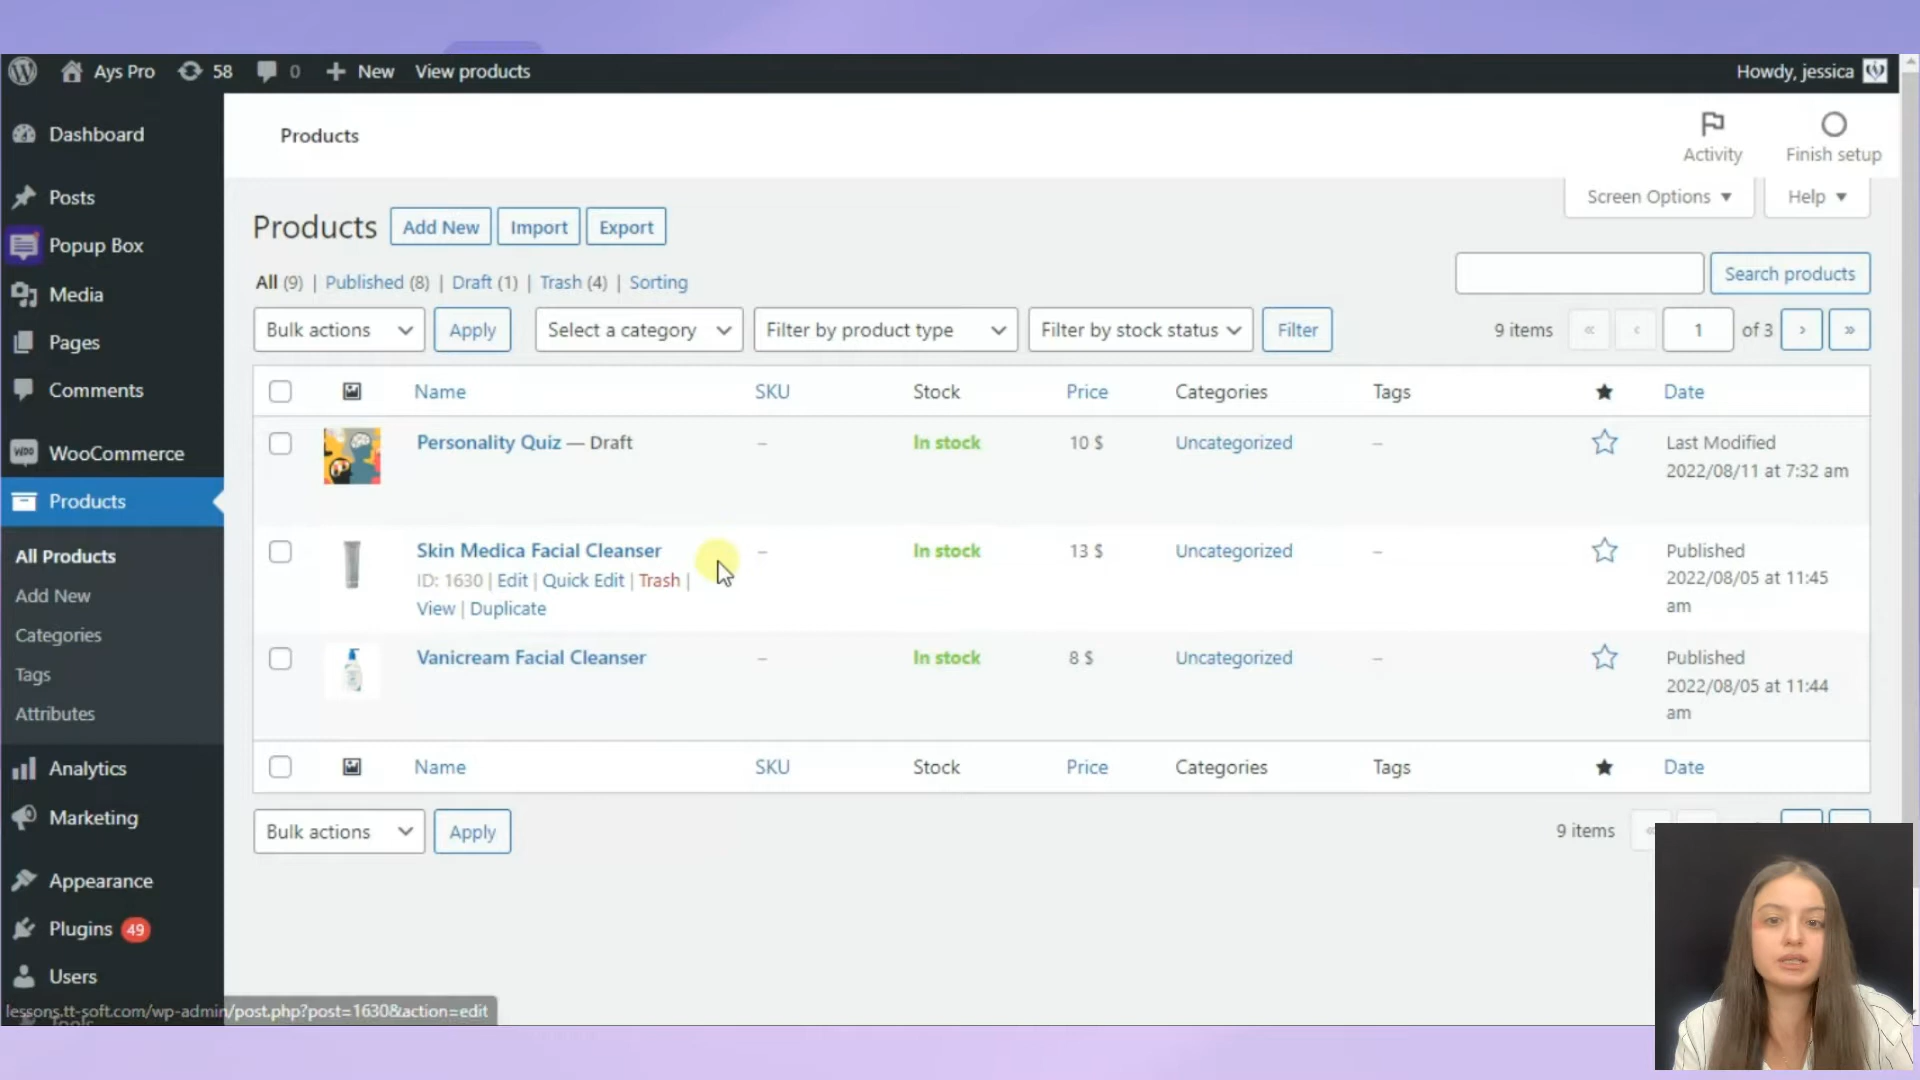 Ays Pro 58 0 New View products Howdy, jessica
Dashboard
Posts
Popup Box
Media
Pages
Comments
WooCommerce
Products
All Products
Add New
Categories
Tags
Attributes
Analytics
Marketing
Appearance
Plugins 49
Users
Products
Activity
Finish setup
Screen Options ▼
Help ▼
Products Add New Import Export
All (9) | Published (8) | Draft (1) | Trash (4) | Sorting
Search products
Bulk actions Apply Select a category Filter by product type Filter by stock status Filter 9 items « ‹ 1 of 3 › »
Name SKU Stock Price Categories Tags Date
Personality Quiz — Draft – In stock 10 $ Uncategorized – Last Modified
2022/08/11 at 7:32 am
Skin Medica Facial Cleanser – In stock 13 $ Uncategorized – Published
ID: 1630 | Edit | Quick Edit | Trash | 2022/08/05 at 11:45
View | Duplicate am
Vanicream Facial Cleanser – In stock 8 $ Uncategorized – Published
2022/08/05 at 11:44
am
Name SKU Stock Price Categories Tags Date
Bulk actions Apply 9 items
lessons.tt-soft.com/wp-admin/post.php?post=1630&action=edit